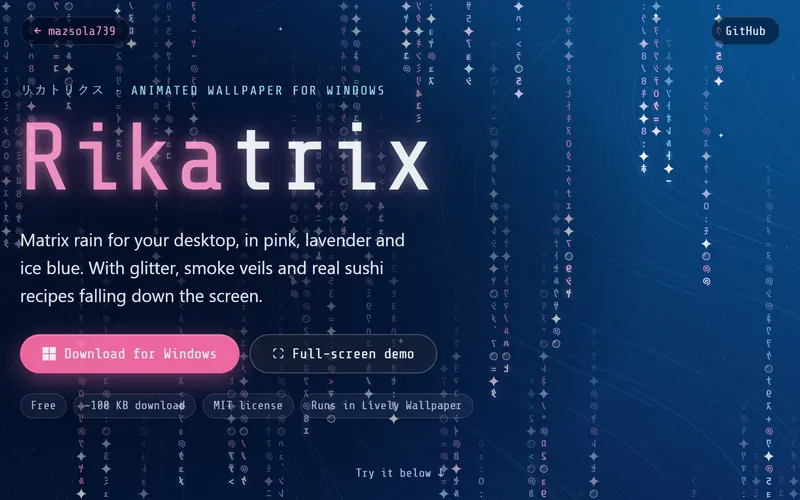 ← mazsola739
GitHub
リカトリクス ANIMATED WALLPAPER FOR WINDOWS
Rikatrix
Matrix rain for your desktop, in pink, lavender and
ice blue. With glitter, smoke veils and real sushi
recipes falling down the screen.
Download for Windows
Full-screen demo
Free
~100 KB download
MIT license
Runs in Lively Wallpaper
Try it below ↓